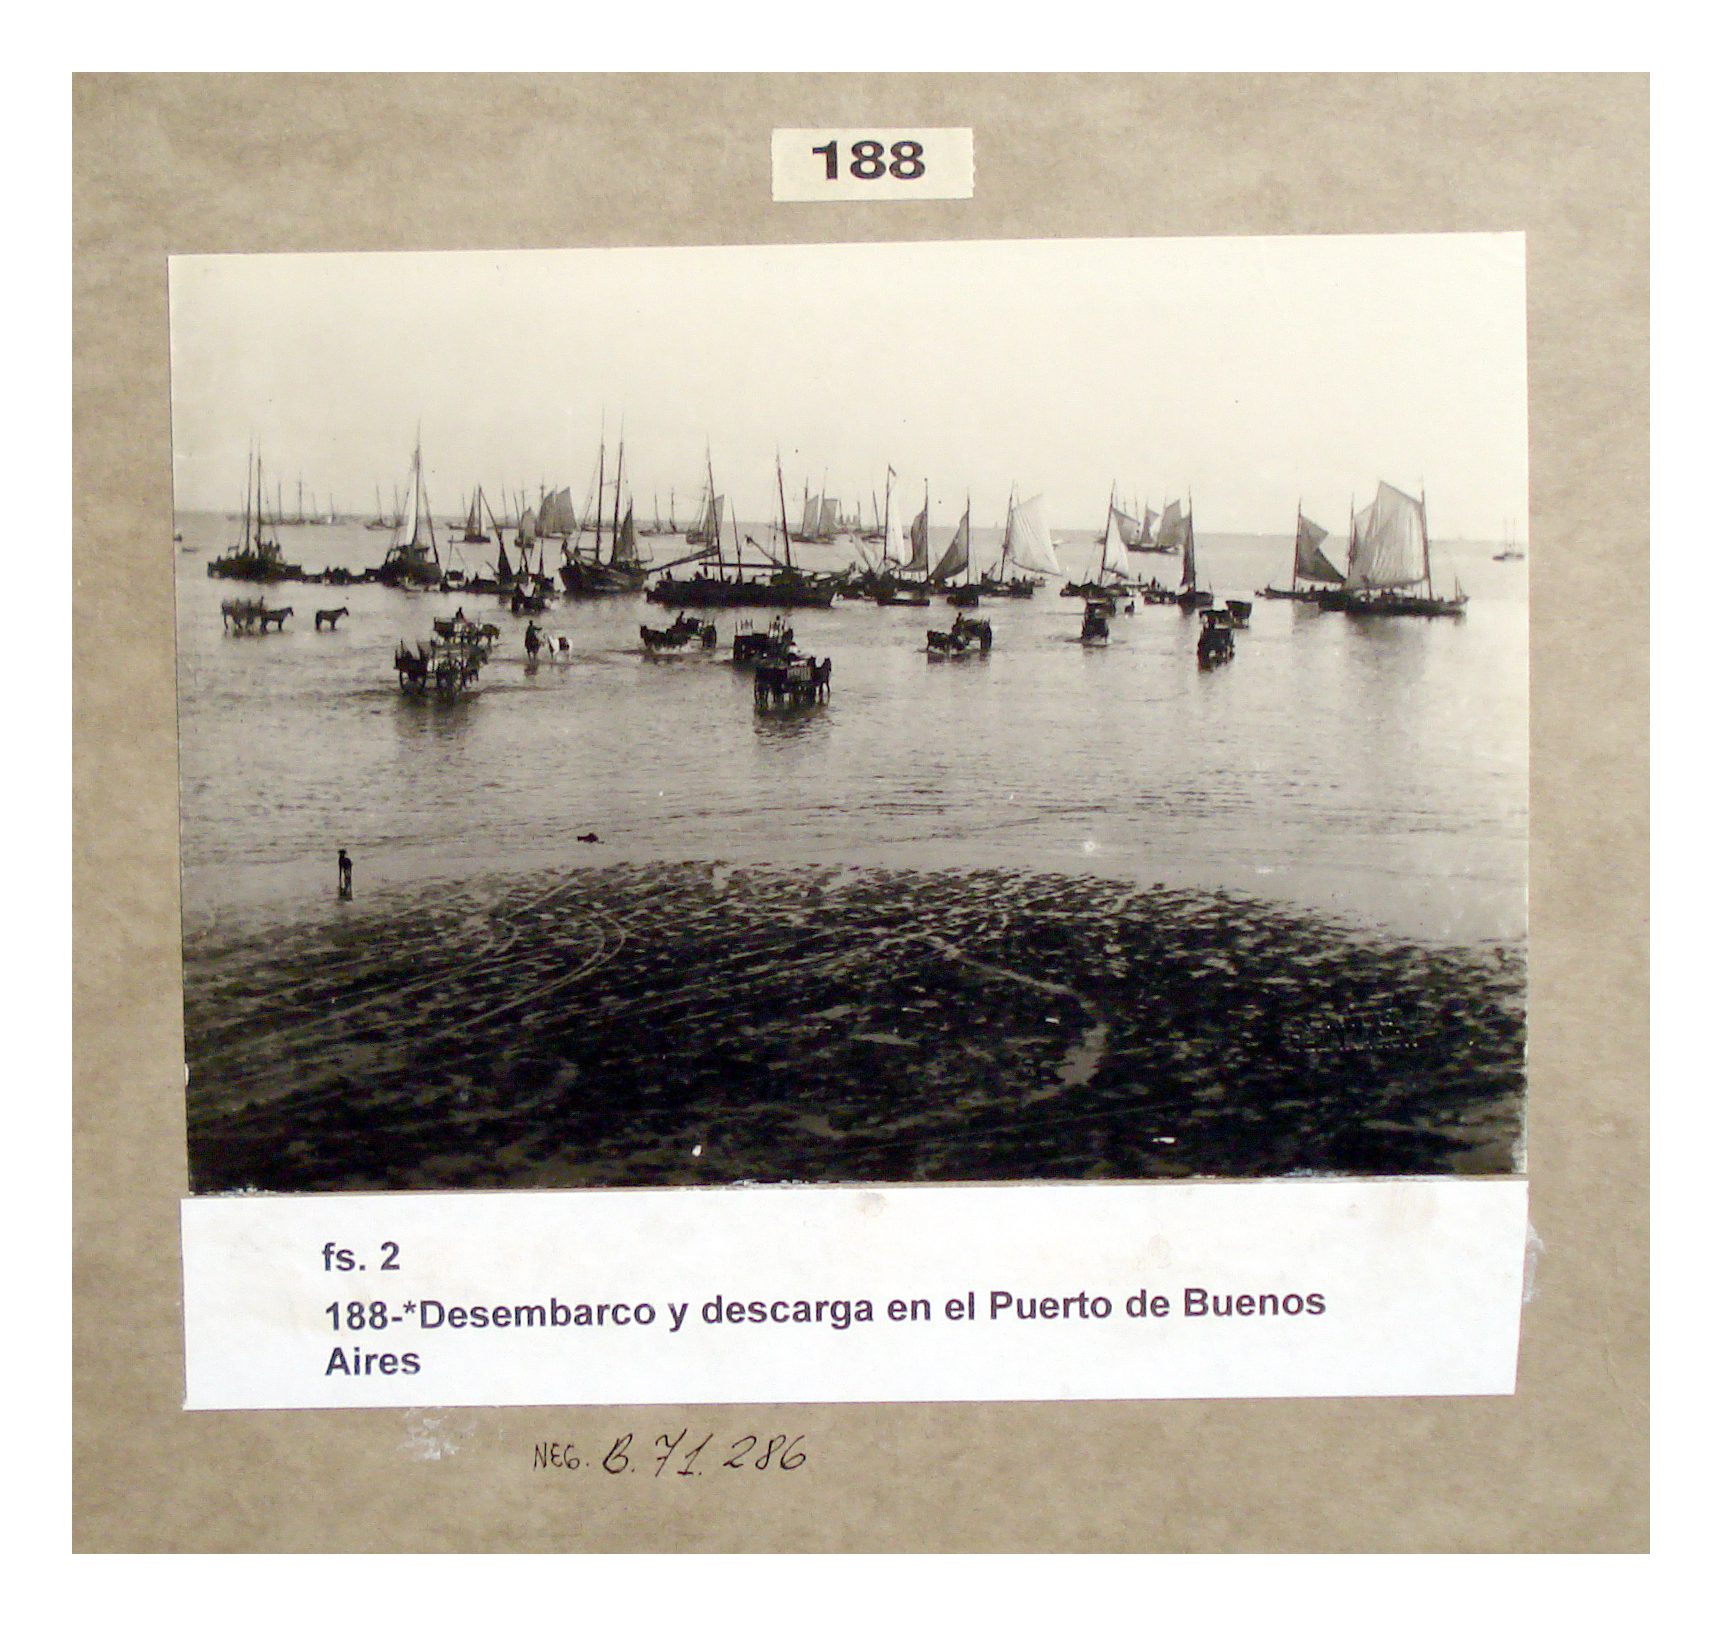 188
fs. 2
188-*Desembarco y descarga en el Puerto de Buenos
Aires
NEG. B. 71. 286